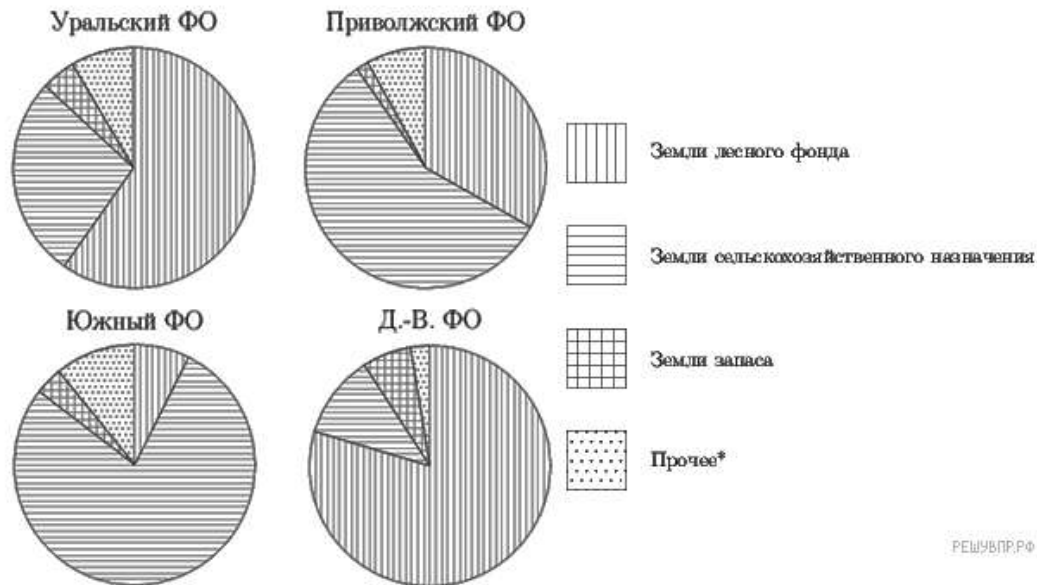 Уральский ФО
Приволжский ФО
Южный ФО
Д.-В. ФО
Земли лесного фонда
Земли сельскохозяйственного назначения
Земли запаса
Прочее*
РЕШУВПР.РФ